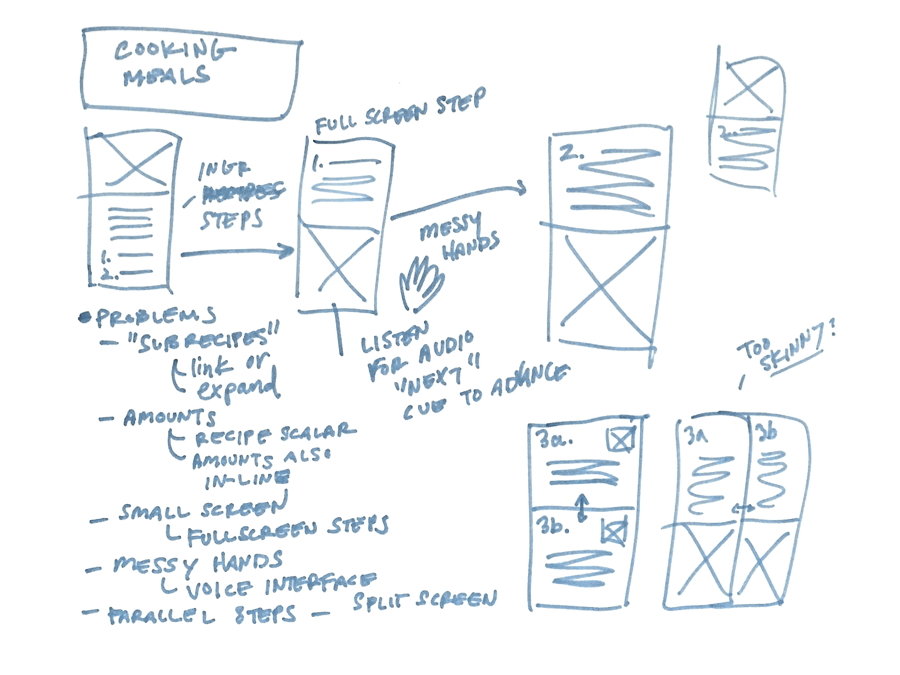 COOKING
MEALS
FULL SCREEN STEP
INGR
STEPS
1.
2.
1.
MESSY
HANDS
LISTEN
FOR AUDIO
"NEXT"
CUE TO ADVANCE
2.
2.
• PROBLEMS
- "SUBRECIPES"
link or
expand
- AMOUNTS
RECIPE SCALAR
AMOUNTS ALSO
IN-LINE
- SMALL SCREEN
FULLSCREEN STEPS
- MESSY HANDS
VOICE INTERFACE
- PARALLEL STEPS - SPLIT SCREEN
TOO
SKINNY?
3a.
3b.
3a 3b